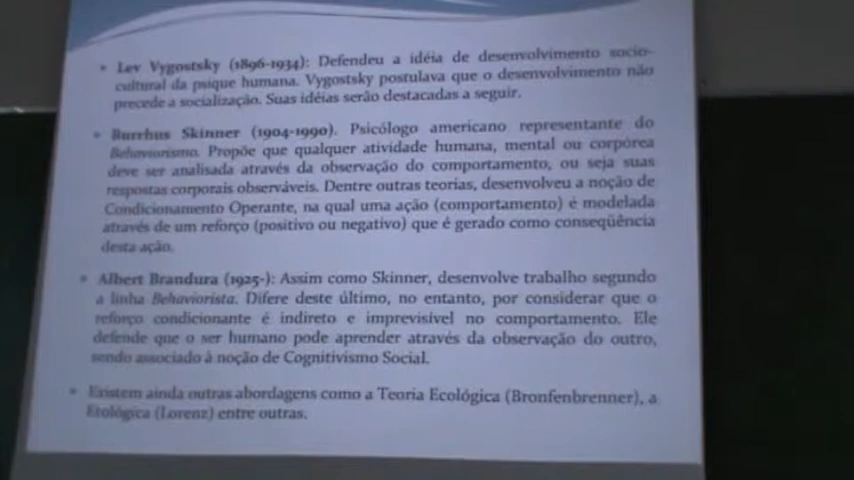 Lev Vygostsky (1896-1934): Defendeu a idéia de desenvolvimento socio-
cultural da psique humana. Vygostsky postulava que o desenvolvimento não
precede a socialização. Suas idéias serão destacadas a seguir.
Burrhus Skinner (1904-1990). Psicólogo americano representante do
Behaviorismo. Propõe que qualquer atividade humana, mental ou corpórea
deve ser analisada através da observação do comportamento, ou seja suas
respostas corporais observáveis. Dentre outras teorias, desenvolveu a noção de
Condicionamento Operante, na qual uma ação (comportamento) é modelada
através de um reforço (positivo ou negativo) que é gerado como conseqüência
desta ação.
Albert Brandura (1925-): Assim como Skinner, desenvolve trabalho segundo
a linha Behaviorista. Difere deste último, no entanto, por considerar que o
reforço condicionante é indireto e imprevisível no comportamento. Ele
defende que o ser humano pode aprender através da observação do outro,
sendo associado à noção de Cognitivismo Social.
Existem ainda outras abordagens como a Teoria Ecológica (Bronfenbrenner), a
Etológica (Lorenz) entre outras.